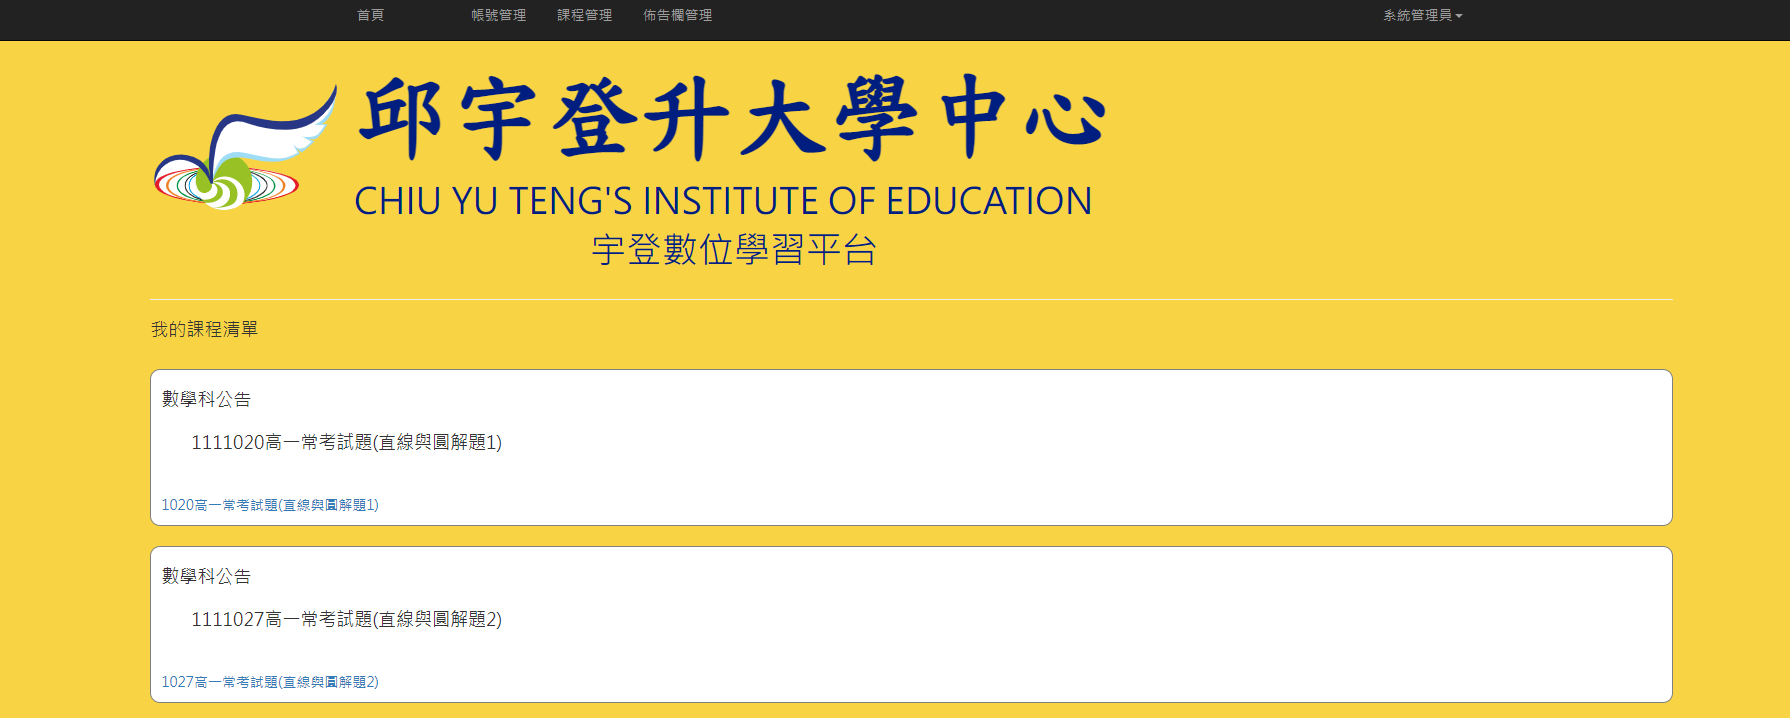 首頁 帳號管理 課程管理 佈告欄管理 系統管理員
邱宇登升大學中心
CHIU YU TENG'S INSTITUTE OF EDUCATION
宇登數位學習平台
我的課程清單
數學科公告
1111020高一常考試題(直線與圓解題1)
1020高一常考試題(直線與圓解題1)
數學科公告
1111027高一常考試題(直線與圓解題2)
1027高一常考試題(直線與圓解題2)